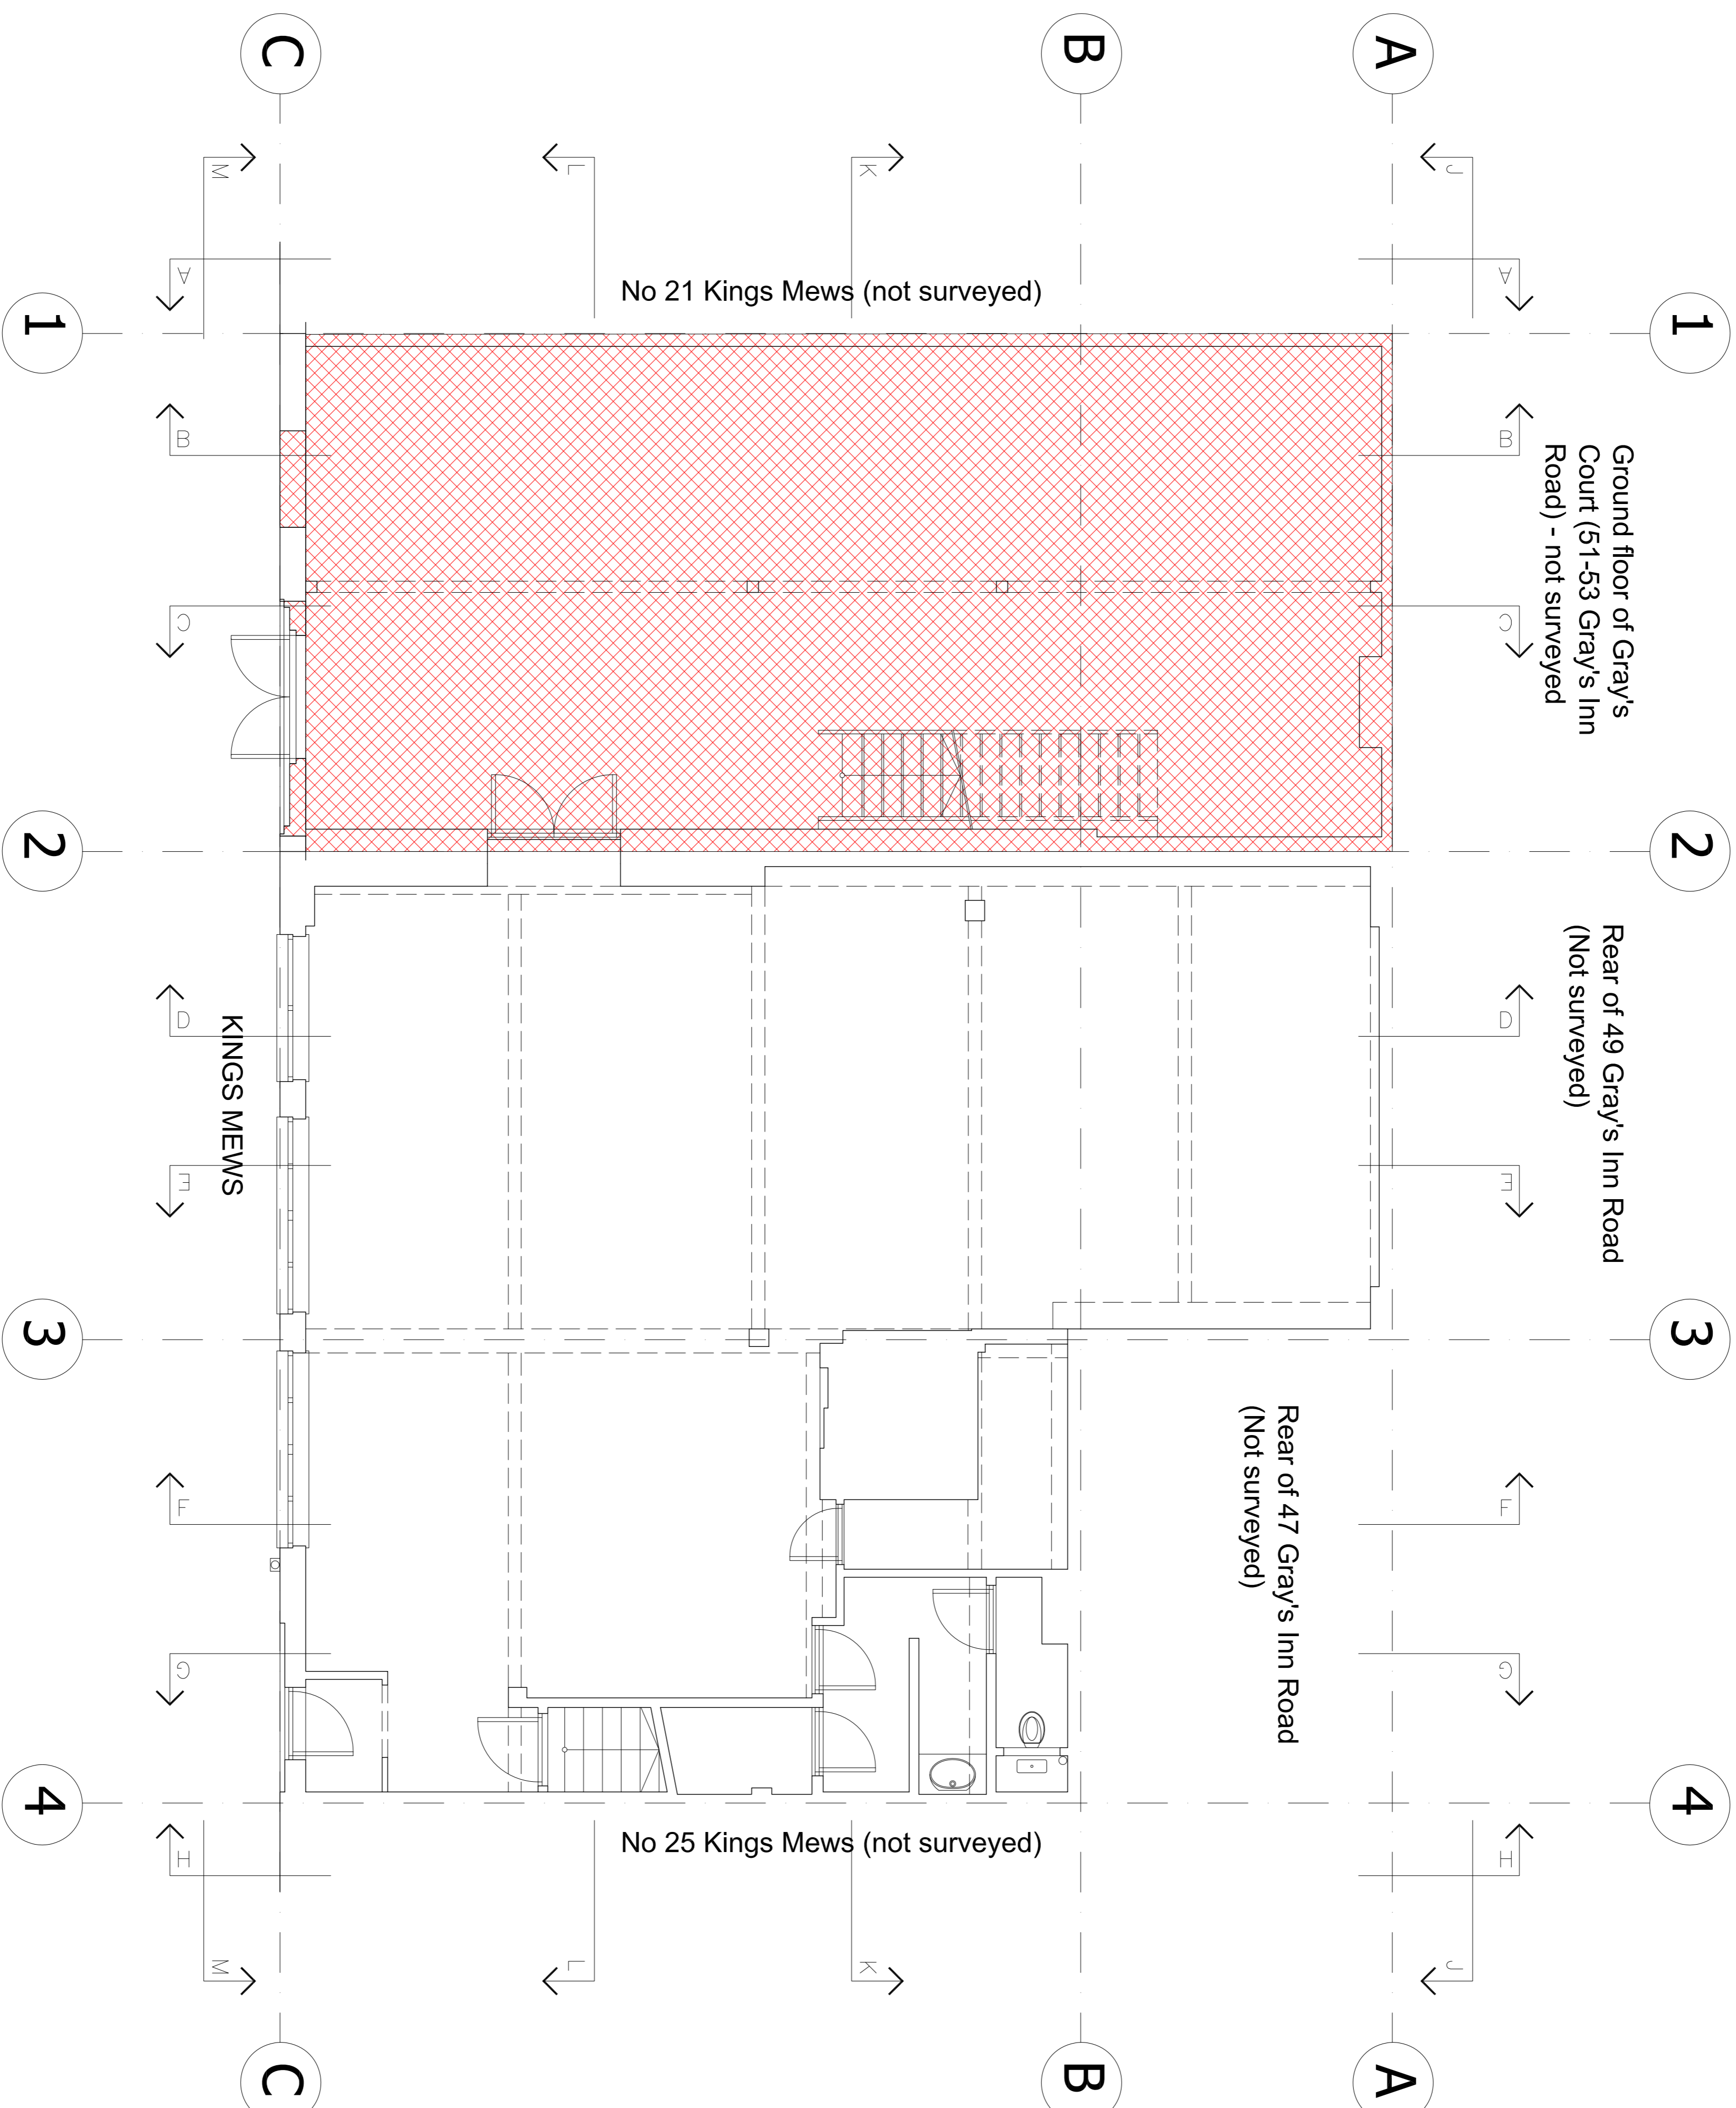 C
B
A
M
L
K
J
A
A
No 21 Kings Mews (not surveyed)
1
1
B
B
Ground floor of Gray's
Court (51-53 Gray's Inn
Road) - not surveyed
C
C
2
2
Rear of 49 Gray's Inn Road
(Not surveyed)
D
D
KINGS MEWS
E
E
3
3
Rear of 47 Gray's Inn Road
(Not surveyed)
F
F
G
G
4
4
No 25 Kings Mews (not surveyed)
H
H
M
L
K
J
C
B
A